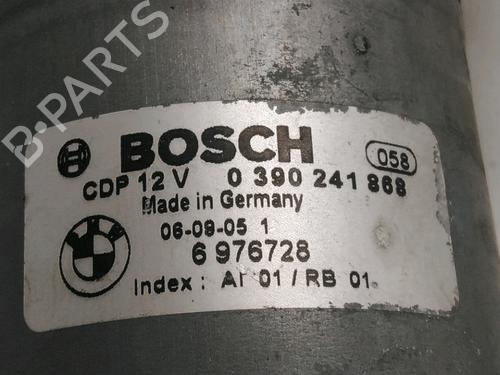 B-PARTS
BOSCH
058
CDP 12 V 0 390 241 868
Made in Germany
06-09-05 1
6 976728
Index: AI 01 / RB 01